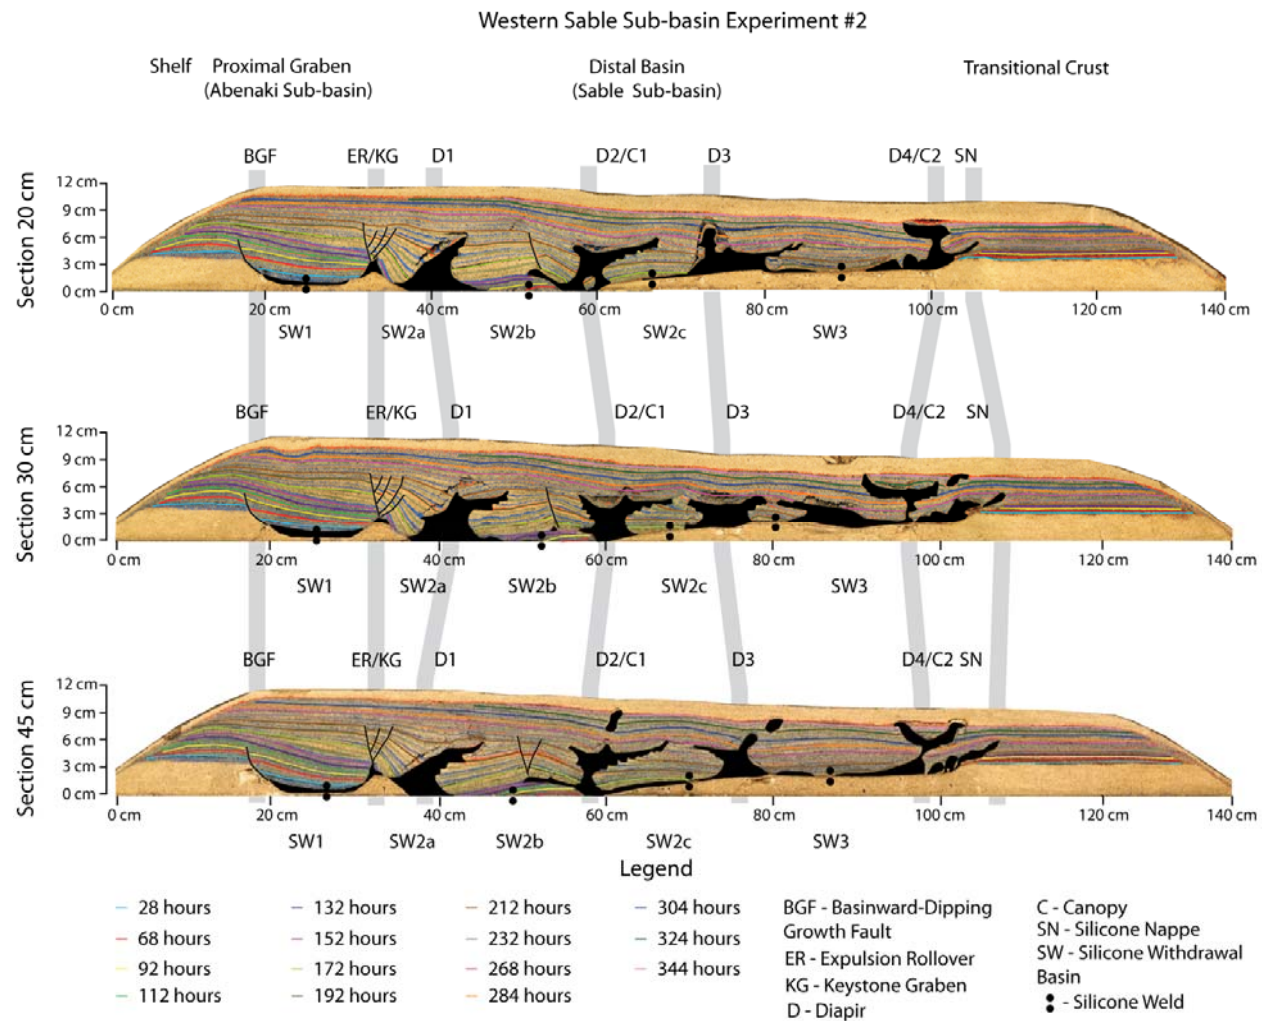 Western Sable Sub-basin Experiment #2
Shelf Proximal Graben Distal Basin Transitional Crust
(Abenaki Sub-basin) (Sable Sub-basin)
BGF ER/KG D1 D2/C1 D3 D4/C2 SN
Section 20 cm
12 cm
9 cm
6 cm
3 cm
0 cm
0 cm 20 cm 40 cm 60 cm 80 cm 100 cm 120 cm 140 cm
SW1 SW2a SW2b SW2c SW3
BGF ER/KG D1 D2/C1 D3 D4/C2 SN
Section 30 cm
12 cm
9 cm
6 cm
3 cm
0 cm
0 cm 20 cm 40 cm 60 cm 80 cm 100 cm 120 cm 140 cm
SW1 SW2a SW2b SW2c SW3
BGF ER/KG D1 D2/C1 D3 D4/C2 SN
Section 45 cm
12 cm
9 cm
6 cm
3 cm
0 cm
0 cm 20 cm 40 cm 60 cm 80 cm 100 cm 120 cm 140 cm
SW1 SW2a SW2b SW2c SW3
Legend
28 hours
68 hours
92 hours
112 hours
132 hours
152 hours
172 hours
192 hours
212 hours
232 hours
268 hours
284 hours
304 hours
324 hours
344 hours
BGF - Basinward-Dipping
Growth Fault
ER - Expulsion Rollover
KG - Keystone Graben
D - Diapir
C - Canopy
SN - Silicone Nappe
SW - Silicone Withdrawal
Basin
- Silicone Weld